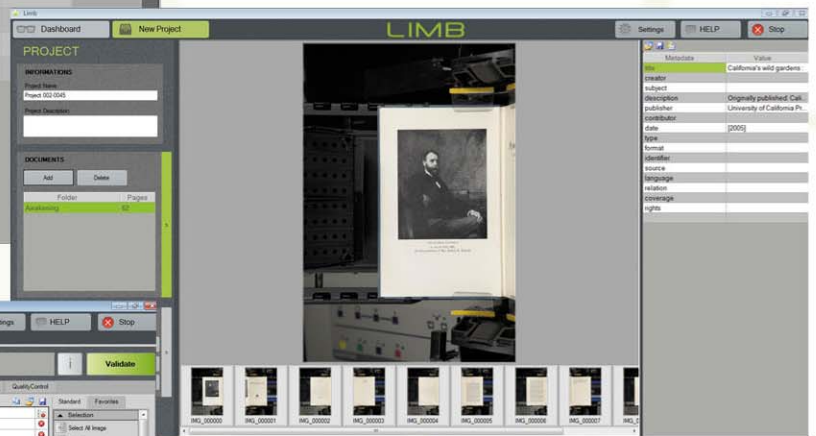 Limb
Dashboard
New Project
LIMB
Settings
HELP
Stop
PROJECT
INFORMATIONS
Project Name:
Project 002-0045
Project Description:
DOCUMENTS
Add
Delete
Folder
Pages
Awakening
62
Metadata
Value
title
California's wild gardens :
creator
subject
description
Originally published: Cali...
publisher
University of California Pr...
contributor
date
[2005]
type
format
identifier
source
language
relation
coverage
rights
IMG_000000
IMG_000001
IMG_000002
IMG_000003
IMG_000004
IMG_000005
IMG_000006
IMG_000007
IMG_0
ings
HELP
Stop
i
Validate
QualityControl
Standard
Favorites
Selection
Select All Image